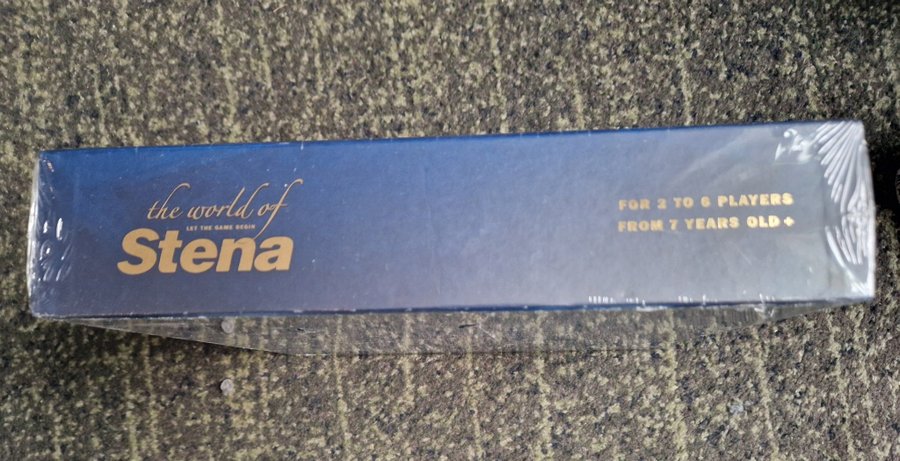 the world of
LET THE GAME BEGIN
Stena
FOR 2 TO 6 PLAYERS
FROM 7 YEARS OLD +